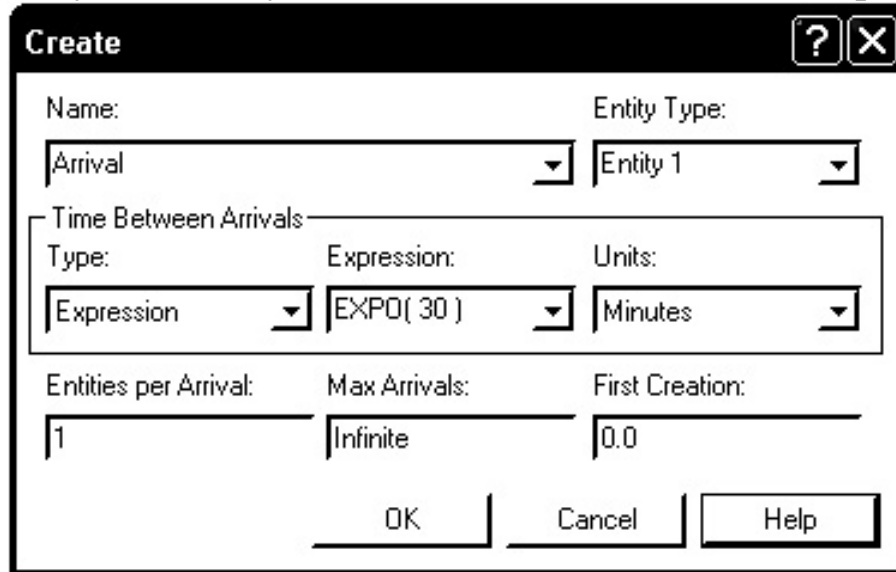 Create
Name: Entity Type:
Arrival Entity 1
Time Between Arrivals
Type: Expression: Units:
Expression EXPO( 30 ) Minutes
Entities per Arrival: Max Arrivals: First Creation:
1 Infinite 0.0
OK Cancel Help